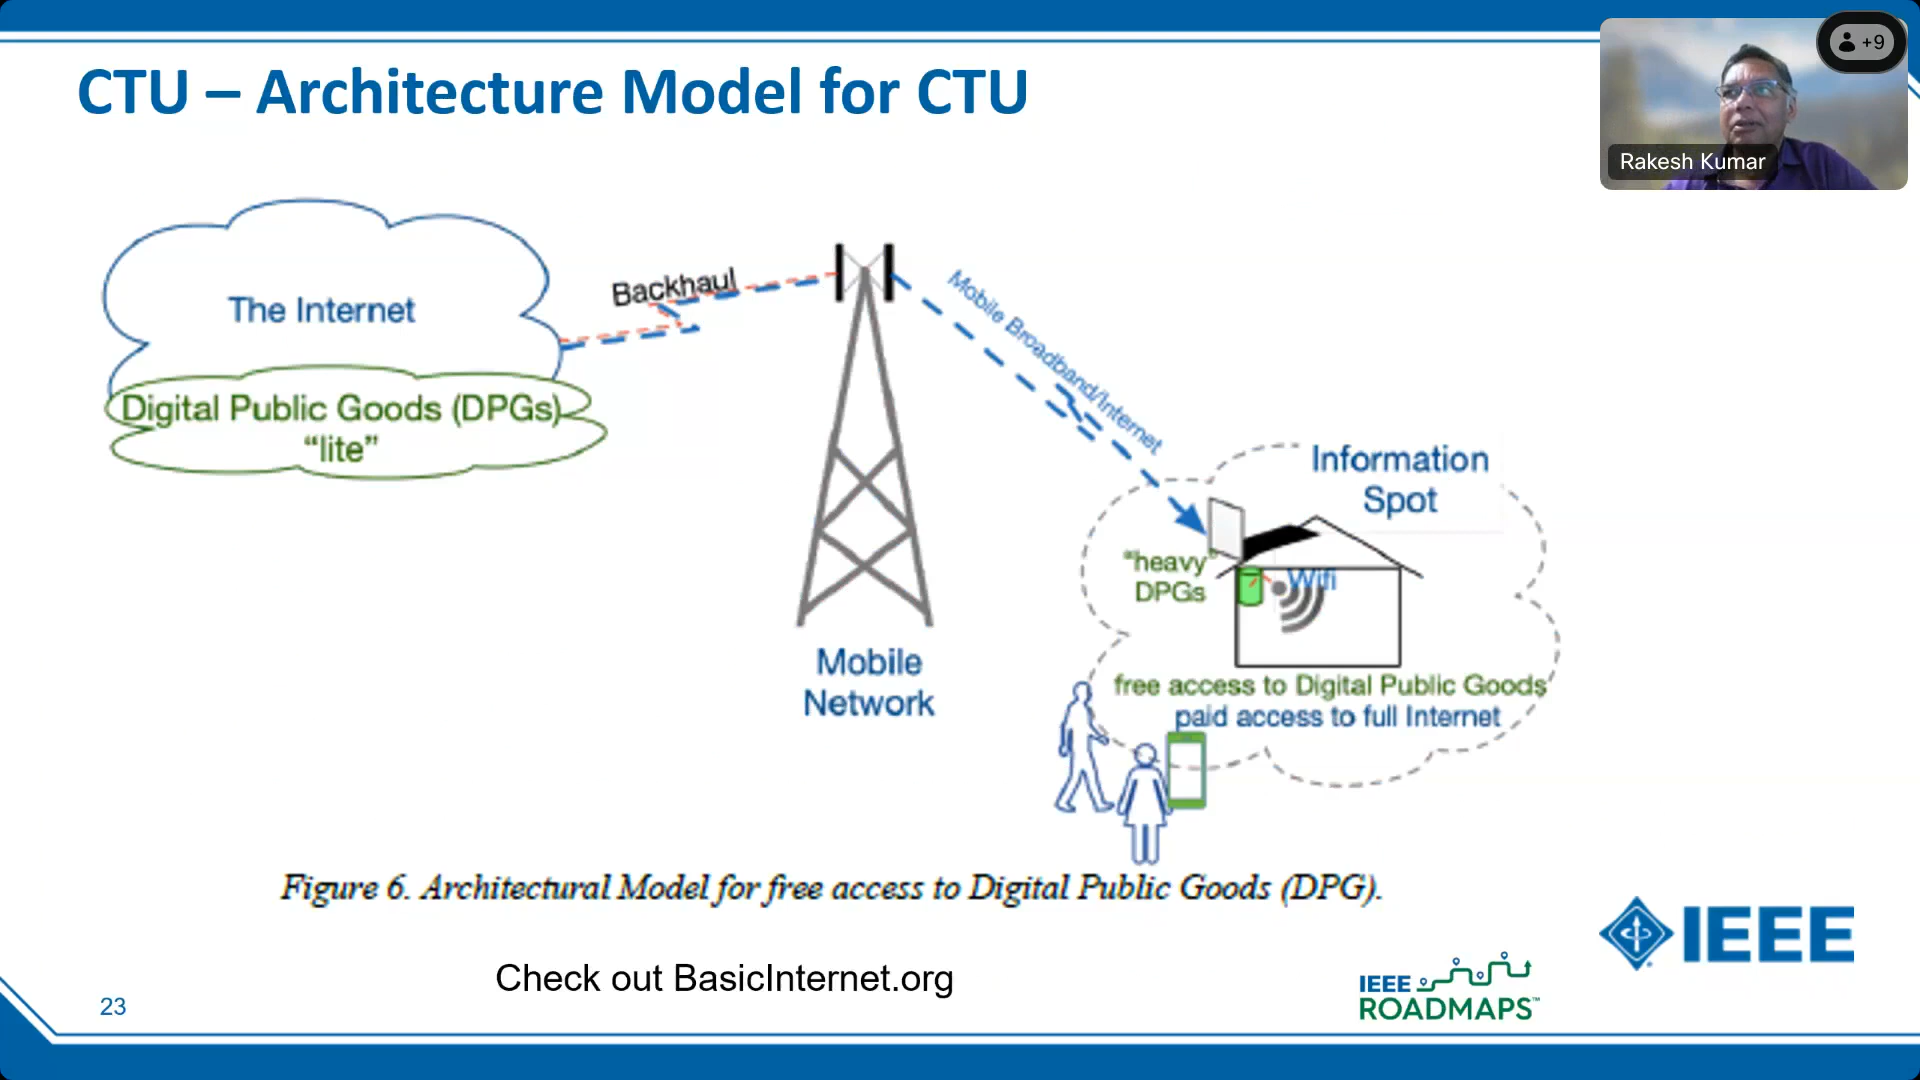 CTU – Architecture Model for CTU
+9
Rakesh Kumar
The Internet
Digital Public Goods (DPGs)
“lite”
Backhaul
Mobile Broadband/Internet
Mobile
Network
Information
Spot
“heavy”
DPGs
Wifi
free access to Digital Public Goods
paid access to full Internet
Figure 6. Architectural Model for free access to Digital Public Goods (DPG).
Check out BasicInternet.org
23
IEEE
ROADMAPS™
IEEE